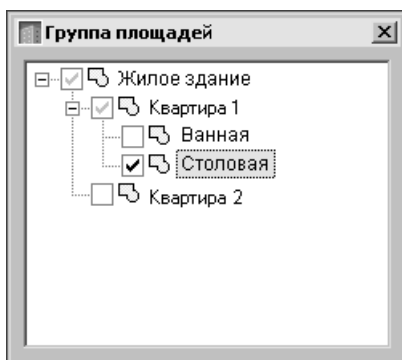 Группа площадей
Жилое здание
Квартира 1
Ванная
Столовая
Квартира 2